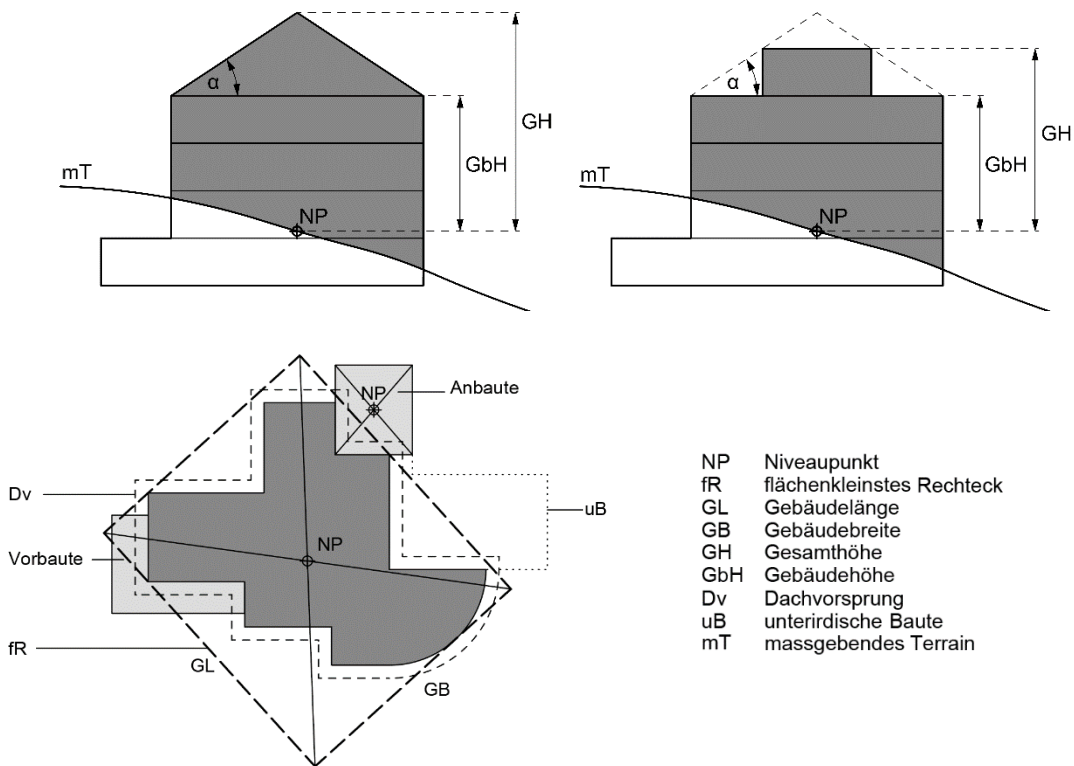 α
GH
GbH
mT
NP
α
GH
GbH
mT
NP
NP
Anbaute
Dv
uB
Vorbaute
NP
fR
GL
GB
NP Niveaupunkt
fR flächenkleinstes Rechteck
GL Gebäudelänge
GB Gebäudebreite
GH Gesamthöhe
GbH Gebäudehöhe
Dv Dachvorsprung
uB unterirdische Baute
mT massgebendes Terrain